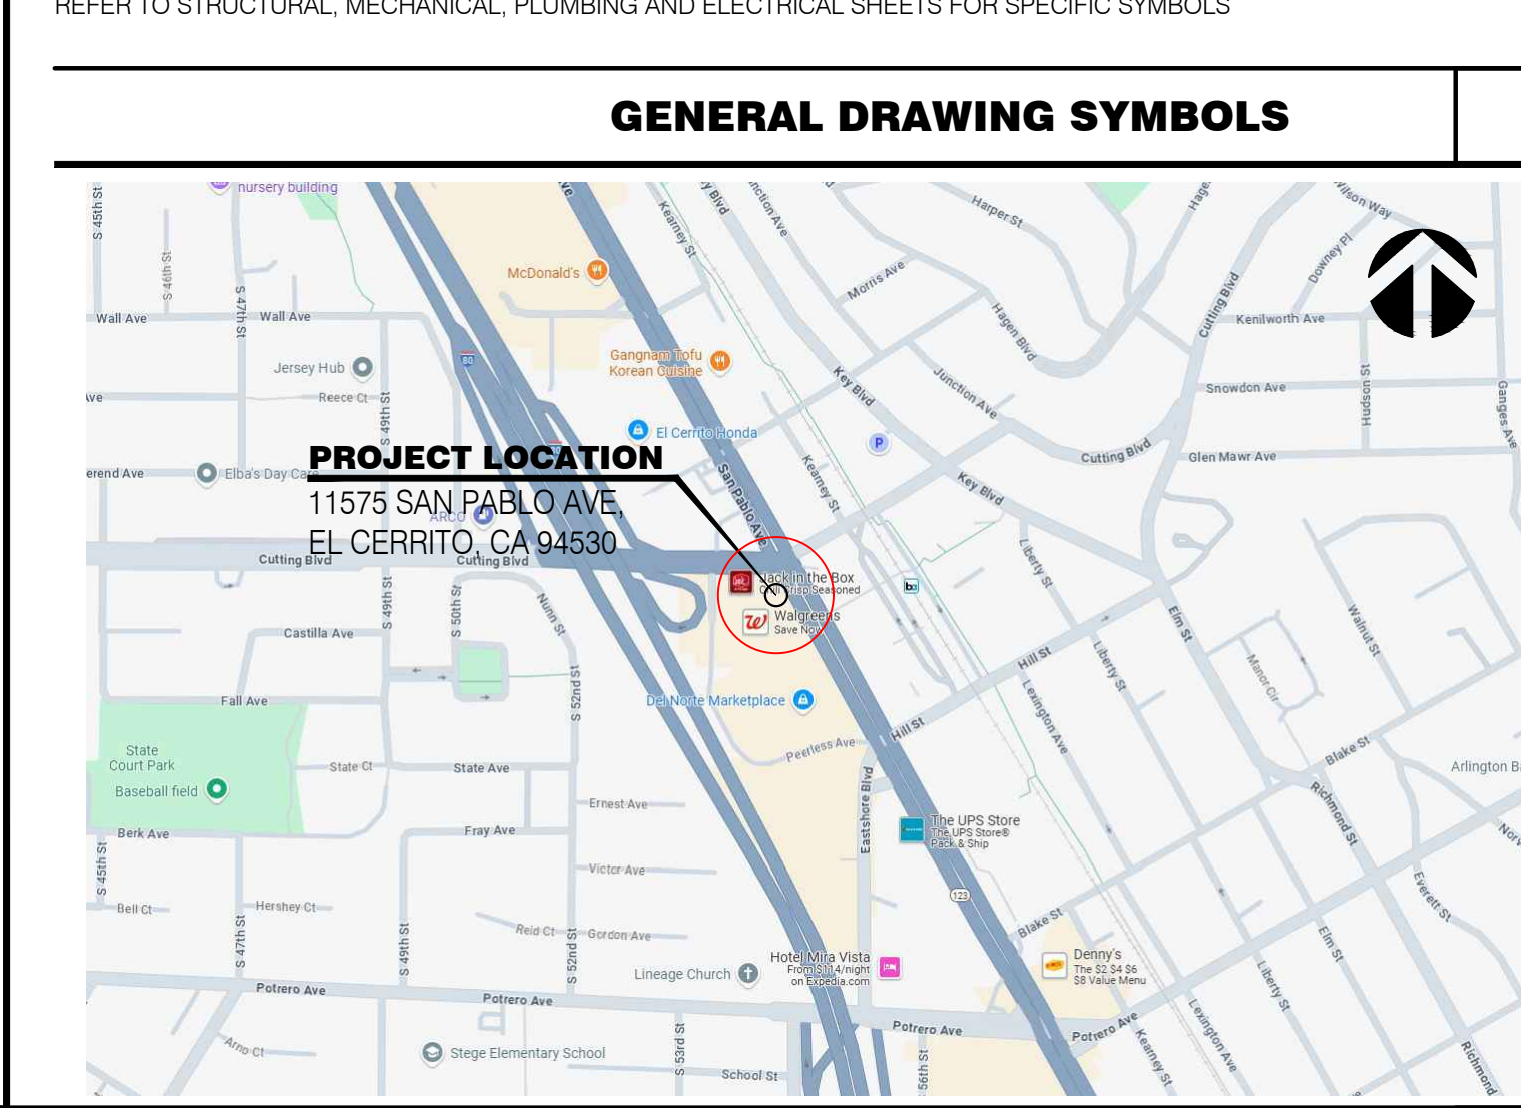 REFER TO STRUCTURAL, MECHANICAL, PLUMBING AND ELECTRICAL SHEETS FOR SPECIFIC SYMBOLS
GENERAL DRAWING SYMBOLS
nursery building
S 45th St
S 46th St
S 47th St
Kearney St
Harper St
Wilson Way
Downey Pl
McDonald's
Morris Ave
Cutting Blvd
Wall Ave
Wall Ave
Kenilworth Ave
Hagen Blvd
80
Gangnam Tofu
Korean Cuisine
Jersey Hub
Key Blvd
Junction Ave
Snowdon Ave
Hudson St
Ganges Ave
Reece Ct
S 49th St
El Cerrito Honda
P
PROJECT LOCATION
11575 SAN PABLO AVE,
EL CERRITO, CA 94530
Elba's Day Care
ARCO
San Pablo Ave
Kearney St
Cutting Blvd
Glen Mawr Ave
Key Blvd
Cutting Blvd
Cutting Blvd
Liberty St
Jack in the Box
Walgreens
Save Now
S 49th St
S 50th St
Nunn St
Castilla Ave
Elm St
Walnut St
Hill St
Liberty St
Manor Cir
Fall Ave
S 52nd St
Del Norte Marketplace
Lexington Ave
Hill St
Peerless Ave
Blake St
State
Court Park
State Ct
State Ave
Arlington B
Baseball field
Ernest Ave
Eastshore Blvd
Richmond St
Berk Ave
Fray Ave
The UPS Store
The UPS Store®
Pack & Ship
Victor Ave
S 45th St
123
Everett St
Bell Ct
Hershey Ct
S 47th St
S 49th St
Reid Ct
Gordon Ave
S 52nd St
Blake St
Elm St
Lineage Church
Hotel Mira Vista
From $114/night
on Expedia.com
Denny's
The $2 $4 $6
$8 Value Menu
Liberty St
Potrero Ave
Potrero Ave
Potrero Ave
Potrero Ave
Lexington Ave
Kearney St
Arno Ct
Stege Elementary School
S 53rd St
School St
S 56th St
Richmond